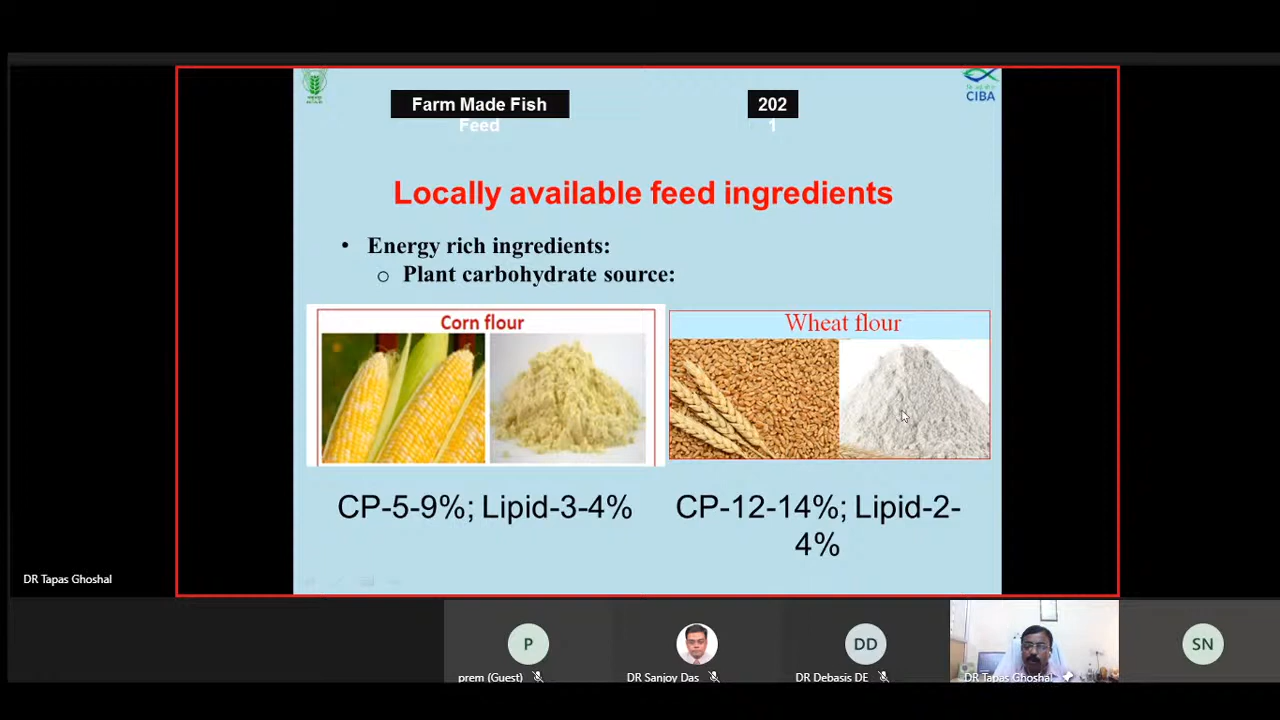 CIBA
Farm Made Fish
Feed
202
1
Locally available feed ingredients
• Energy rich ingredients:
o Plant carbohydrate source:
Corn flour
Wheat flour
CP-5-9%; Lipid-3-4%
CP-12-14%; Lipid-2-
4%
DR Tapas Ghoshal
P
DD
SN
prem (Guest)
DR Sanjoy Das
DR Debasis DE
DR Tapas Ghoshal